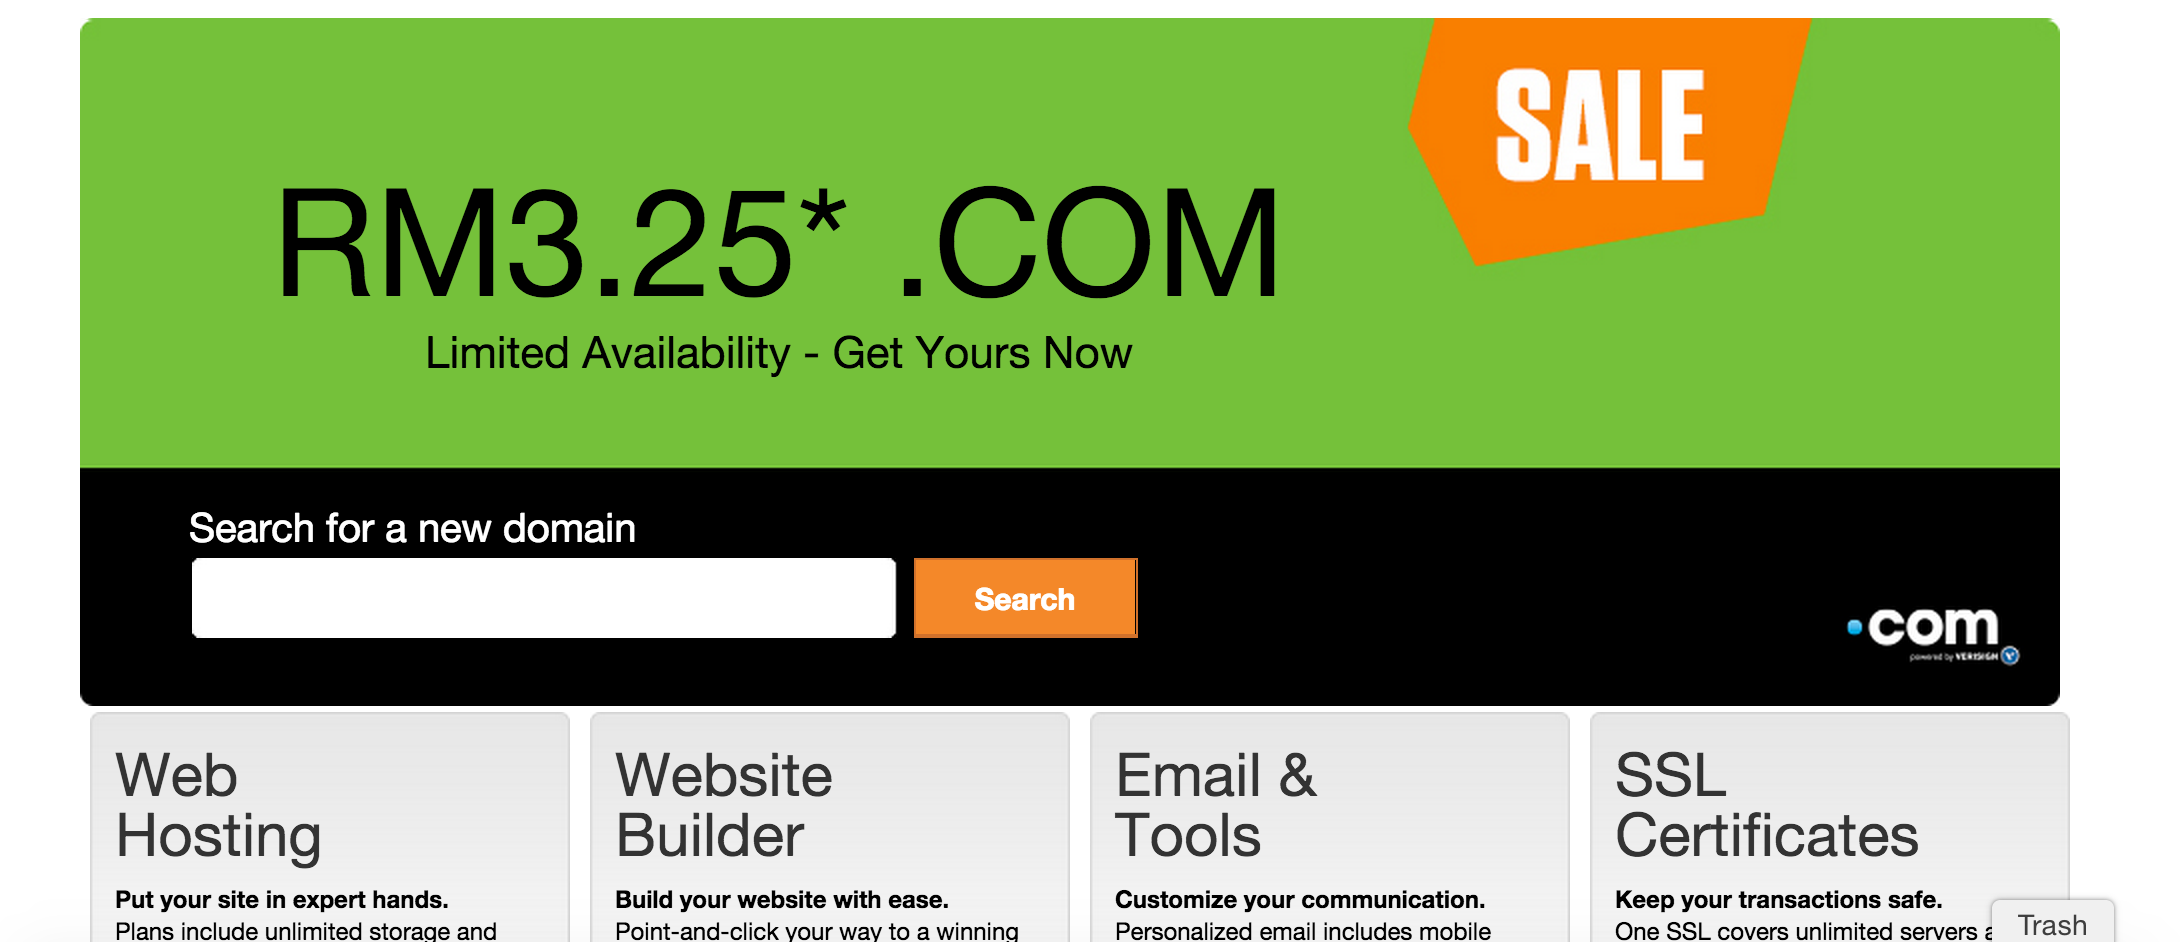 SALE
RM3.25* .COM
Limited Availability - Get Yours Now
Search for a new domain
Search
.com
powered by VERISIGN
Web
Hosting
Put your site in expert hands.
Plans include unlimited storage and
Website
Builder
Build your website with ease.
Point-and-click your way to a winning
Email &
Tools
Customize your communication.
Personalized email includes mobile
SSL
Certificates
Keep your transactions safe.
One SSL covers unlimited servers
Trash